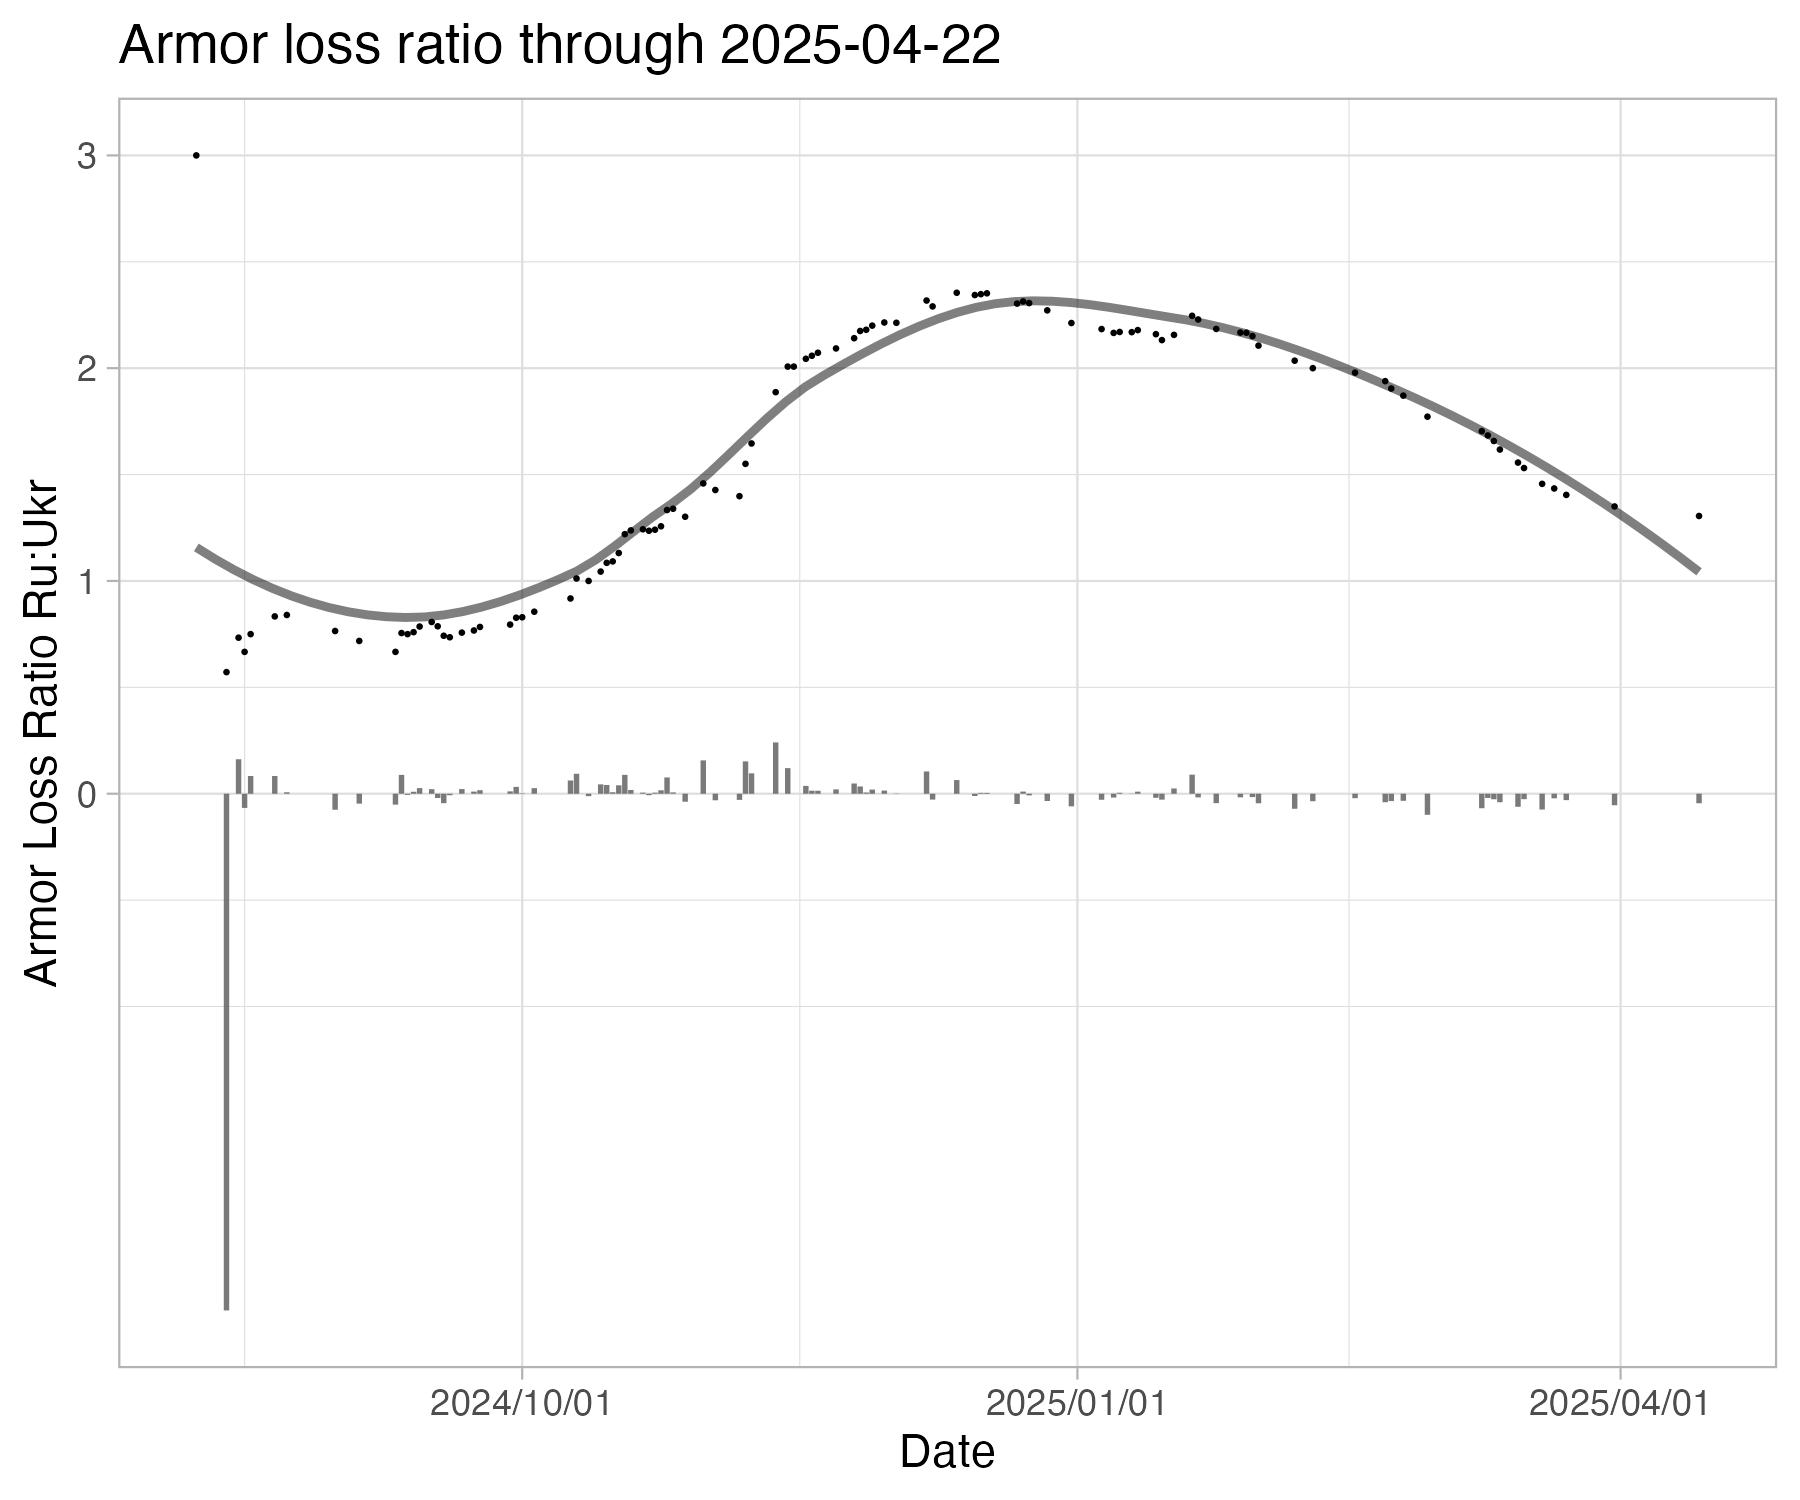 Armor loss ratio through 2025-04-22
Armor Loss Ratio Ru:Ukr
3
2
1
0
2024/10/01
2025/01/01
2025/04/01
Date